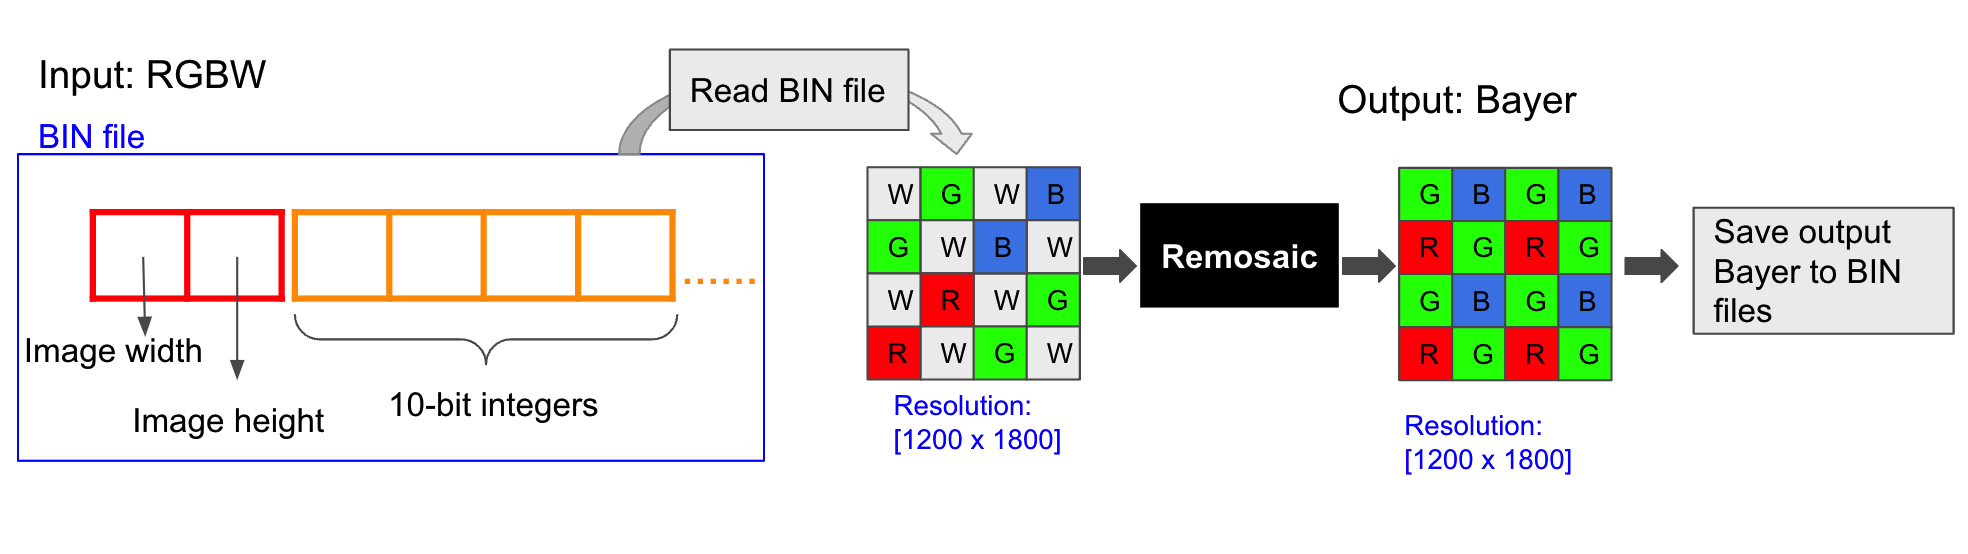 Input: RGBW
BIN file
Image width
Image height
10-bit integers
......
Read BIN file
W G W B
G W B W
W R W G
R W G W
Resolution:
[1200 x 1800]
Remosaic
Output: Bayer
G B G B
R G R G
G B G B
R G R G
Resolution:
[1200 x 1800]
Save output
Bayer to BIN
files